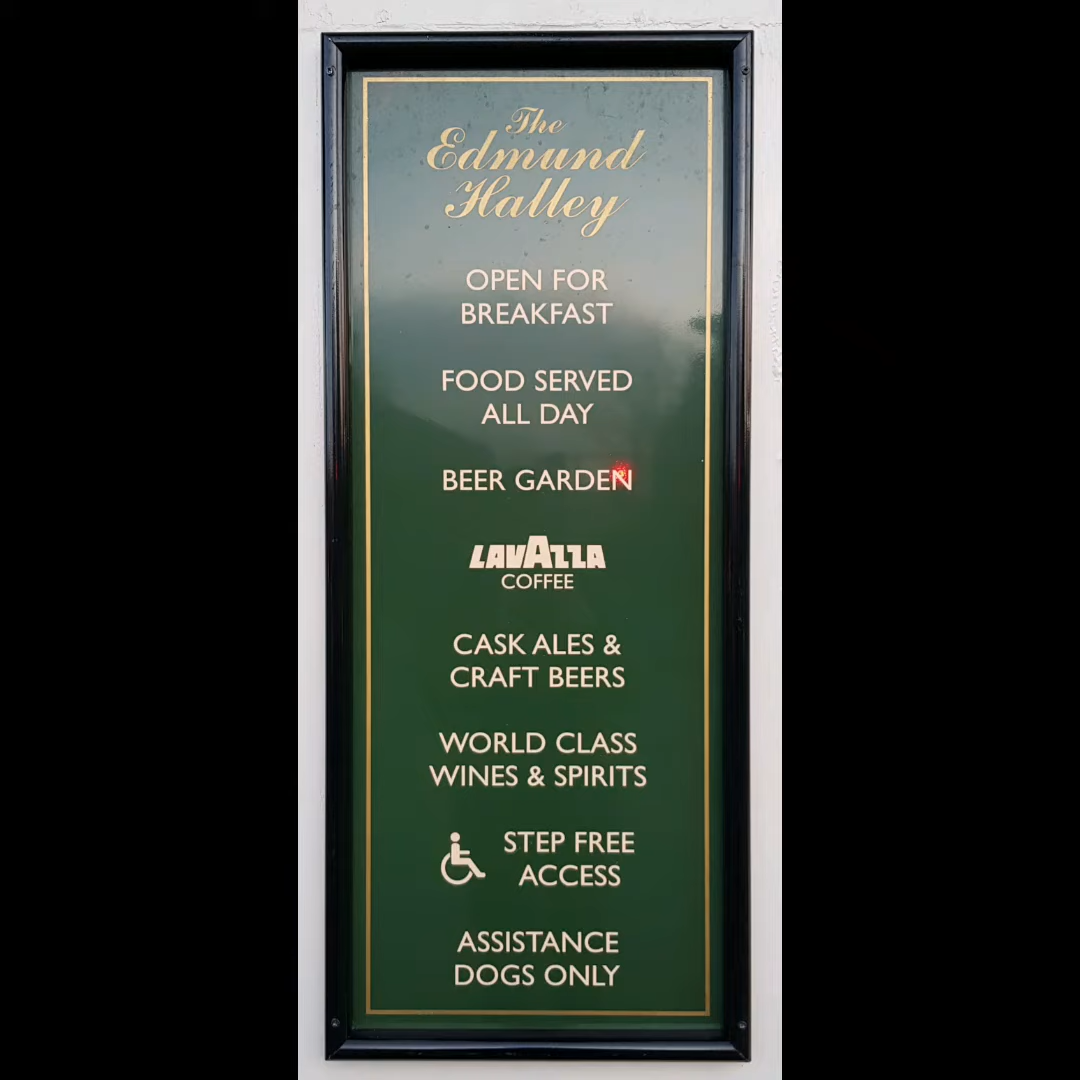 The
Edmund
Halley
OPEN FOR
BREAKFAST
FOOD SERVED
ALL DAY
BEER GARDEN
LAVAZZA
COFFEE
CASK ALES &
CRAFT BEERS
WORLD CLASS
WINES & SPIRITS
STEP FREE
ACCESS
ASSISTANCE
DOGS ONLY